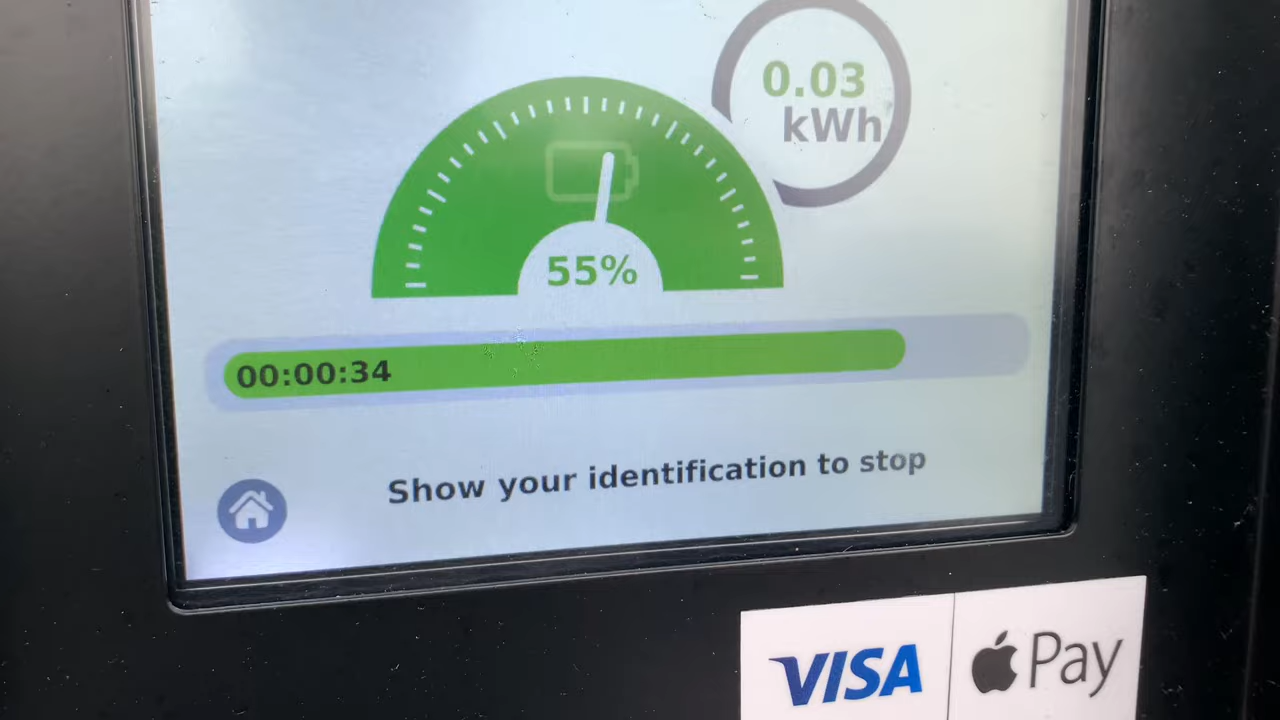 0.03
kWh
55%
00:00:34
Show your identification to stop
VISA
Pay